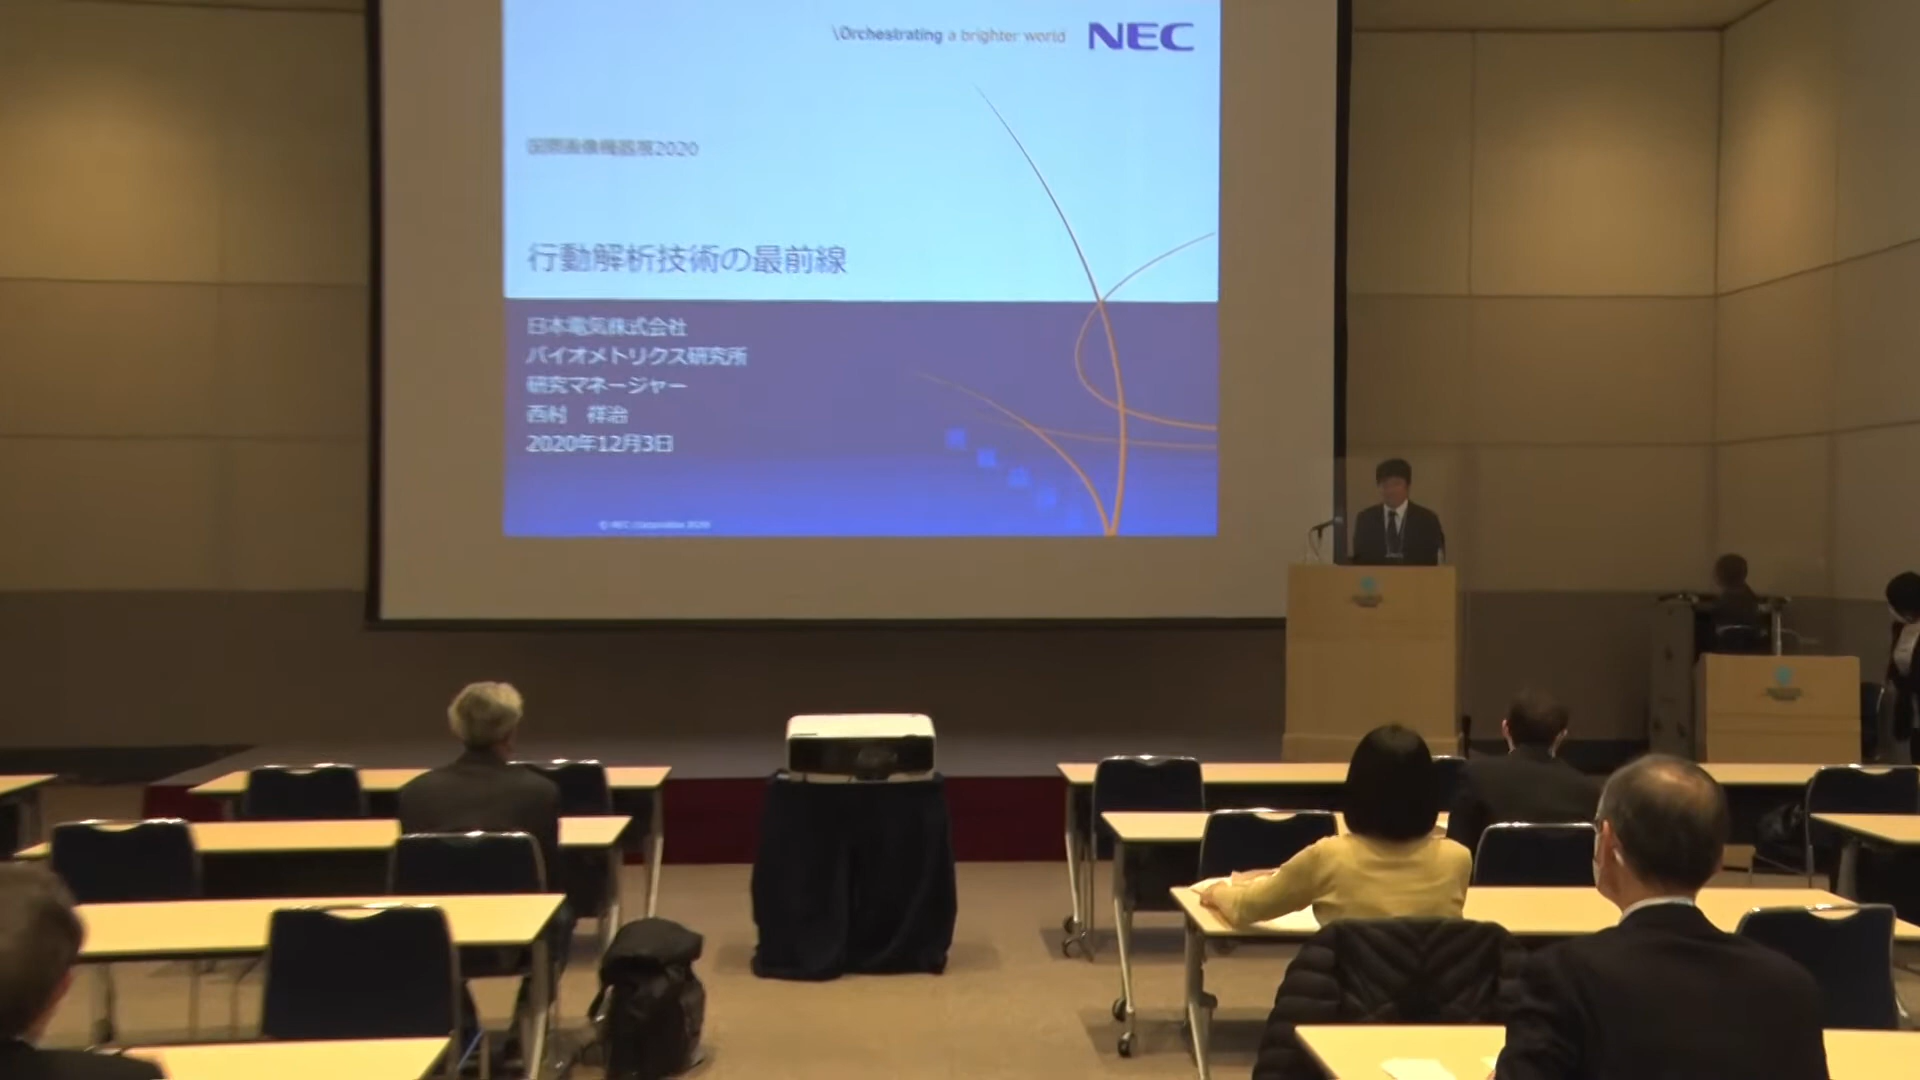 \Orchestrating a brighter world NEC
国際画像機器展2020
行動解析技術の最前線
日本電気株式会社
バイオメトリクス研究所
研究マネージャー
西村 祥治
2020年12月3日
© NEC Corporation 2020